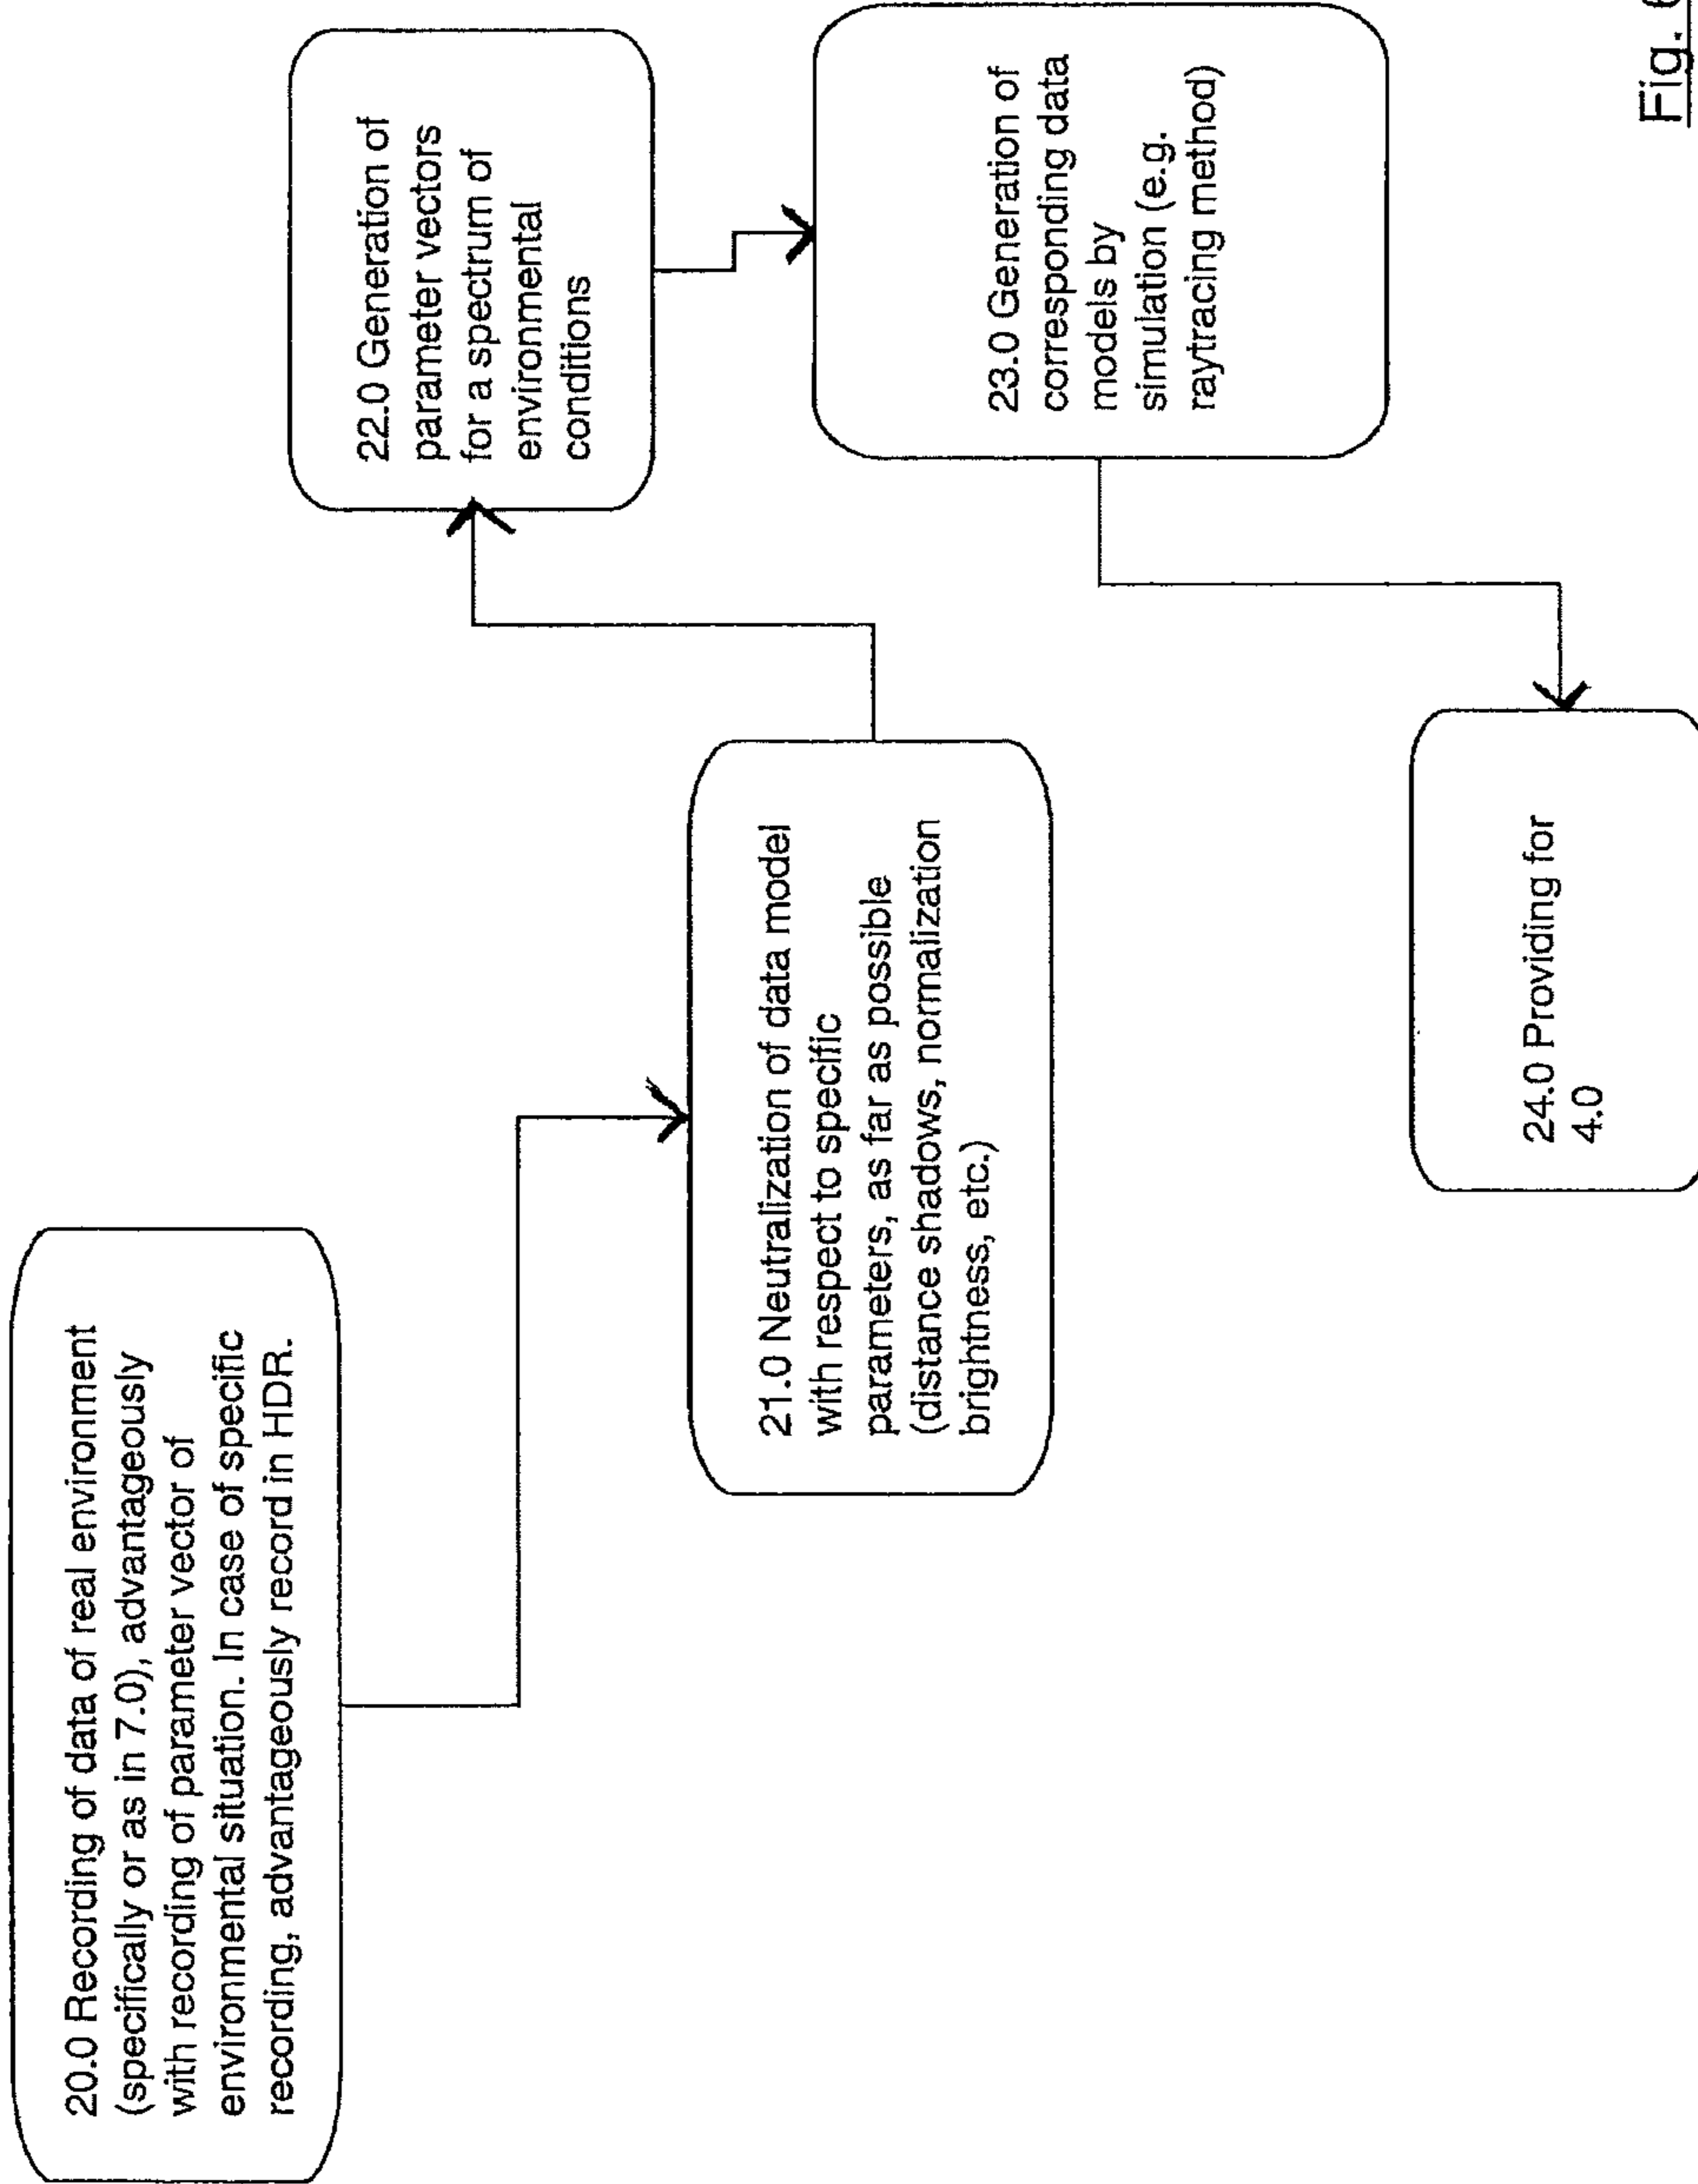 20.0 Recording of data of real environment
(specifically or as in 7.0), advantageously
with recording of parameter vector of
environmental situation. In case of specific
recording, advantageously record in HDR.
21.0 Neutralization of data model
with respect to specific
parameters, as far as possible
(distance shadows, normalization
brightness, etc.)
22.0 Generation of
parameter vectors
for a spectrum of
environmental
conditions
23.0 Generation of
corresponding data
models by
simulation (e.g.
raytracing method)
24.0 Providing for
4.0
Fig.